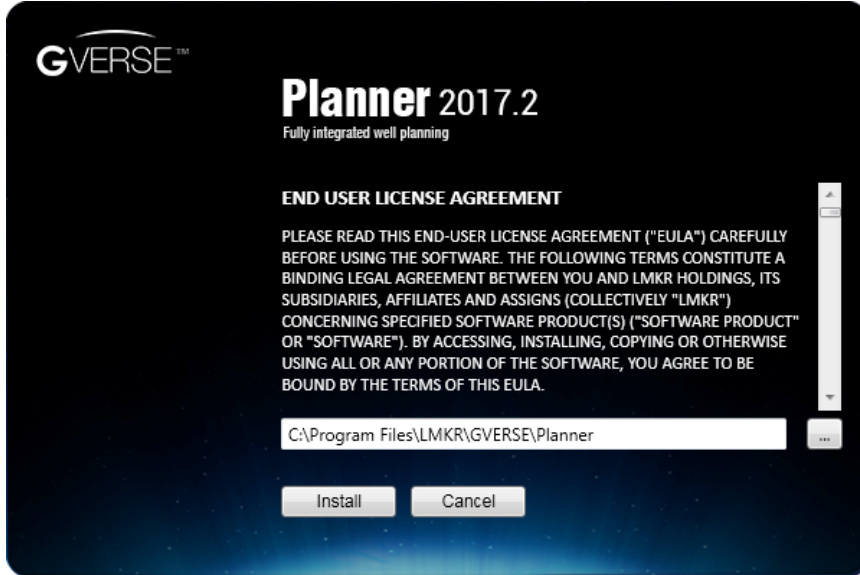 GVERSE™
Planner 2017.2
Fully integrated well planning
END USER LICENSE AGREEMENT
PLEASE READ THIS END-USER LICENSE AGREEMENT ("EULA") CAREFULLY
BEFORE USING THE SOFTWARE. THE FOLLOWING TERMS CONSTITUTE A
BINDING LEGAL AGREEMENT BETWEEN YOU AND LMKR HOLDINGS, ITS
SUBSIDIARIES, AFFILIATES AND ASSIGNS (COLLECTIVELY "LMKR")
CONCERNING SPECIFIED SOFTWARE PRODUCT(S) ("SOFTWARE PRODUCT"
OR "SOFTWARE"). BY ACCESSING, INSTALLING, COPYING OR OTHERWISE
USING ALL OR ANY PORTION OF THE SOFTWARE, YOU AGREE TO BE
BOUND BY THE TERMS OF THIS EULA.
C:\Program Files\LMKR\GVERSE\Planner ...
Install Cancel